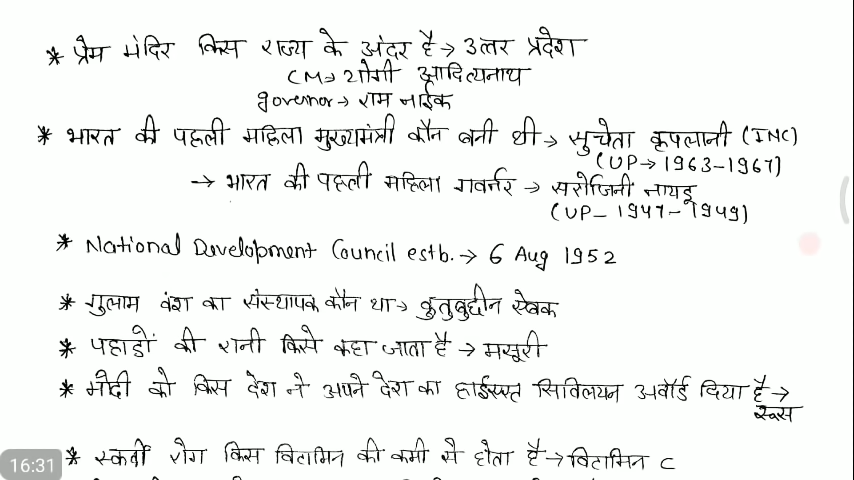 * प्रेम मंदिर किस राज्य के अंदर है → उत्तर प्रदेश
CM → योगी आदित्यनाथ
governor → राम नाईक
* भारत की पहली महिला मुख्यमंत्री कौन बनी थी → सुचेता कृपलानी (INC)
(UP → 1963-1967)
→ भारत की पहली महिला गवर्नर → सरोजिनी नायडू
(UP - 1947-1949)
* National Development Council estb. → 6 Aug 1952
* गुलाम वंश का संस्थापक कौन था → कुतुबुद्दीन ऐबक
* पहाडों की रानी किसे कहा जाता है → मसूरी
* मोदी को किस देश ने अपने देश का हाईएस्ट सिविलयन अवॉर्ड दिया है →
रूस
* स्कर्वी रोग किस विटामिन की कमी से होता है → विटामिन C
16:31